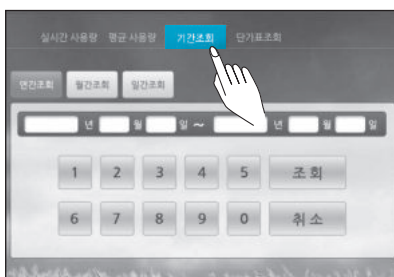 실시간 사용량 평균 사용량 기간조회 단가표조회
연간조회 월간조회 일간조회
년 월 일 ~ 년 월 일
1 2 3 4 5 조회
6 7 8 9 0 취소